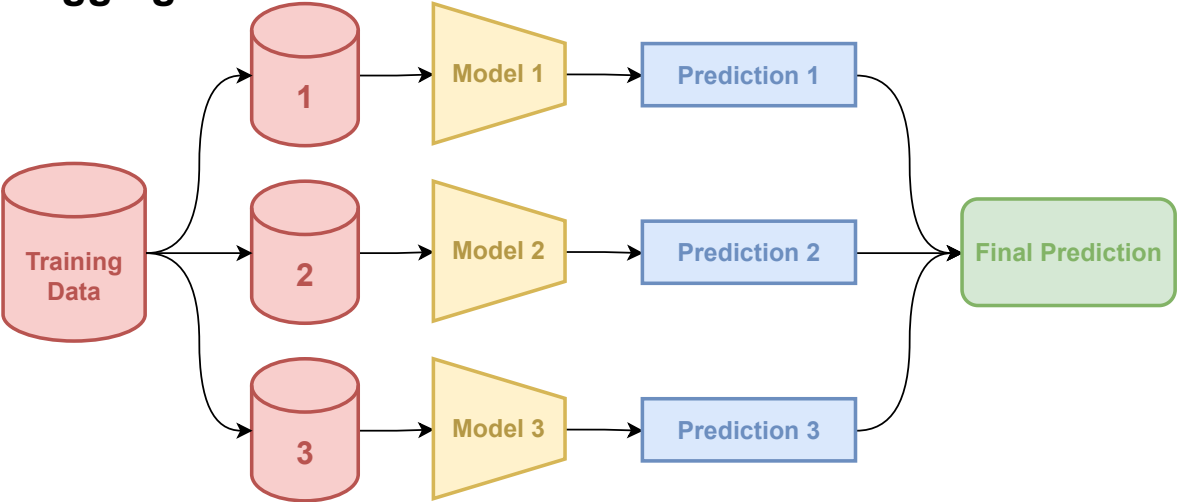 1
Model 1
Prediction 1
Training
Data
2
Model 2
Prediction 2
Final Prediction
3
Model 3
Prediction 3